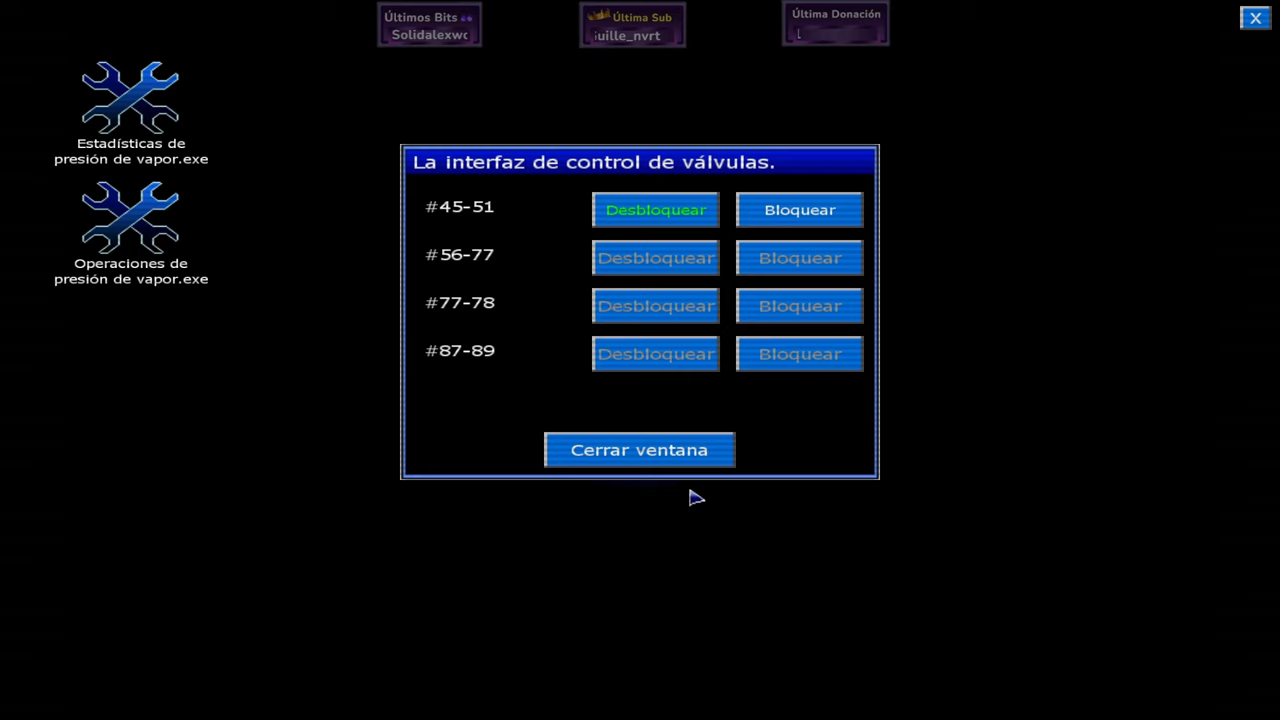 Últimos Bits
Última Sub
uille_nvrt
Última Donación
X
Estadísticas de
presión de vapor.exe
Operaciones de
presión de vapor.exe
La interfaz de control de válvulas.
#45-51 Desbloquear Bloquear
#56-77 Desbloquear Bloquear
#77-78 Desbloquear Bloquear
#87-89 Desbloquear Bloquear
Cerrar ventana